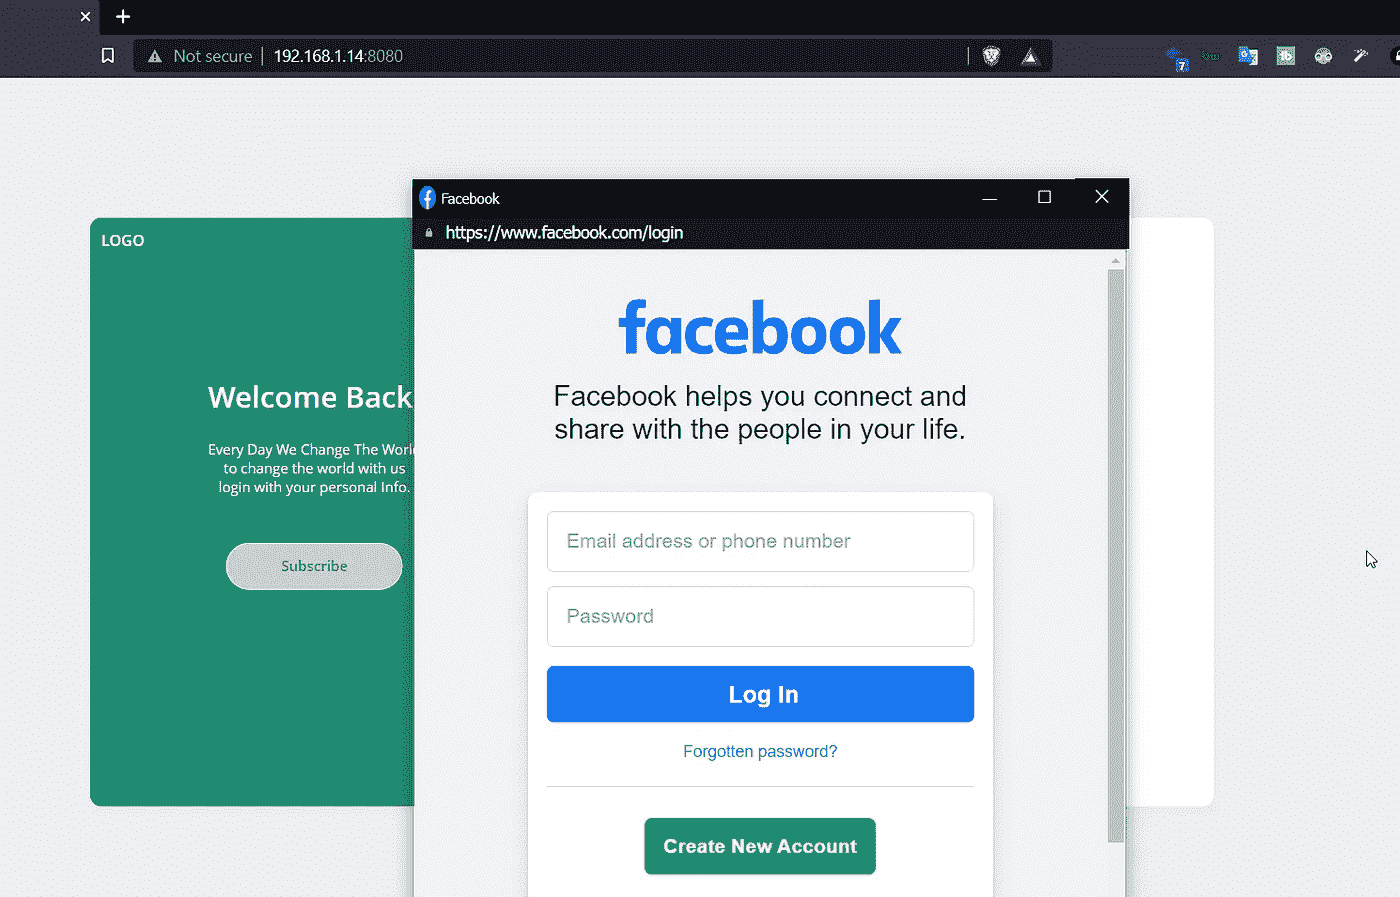 Not secure
192.168.1.14:8080
7
Facebook
https://www.facebook.com/login
LOGO
facebook
Facebook helps you connect and
share with the people in your life.
Welcome Back
Every Day We Change The World
to change the world with us
login with your personal Info.
Subscribe
Email address or phone number
Password
Log In
Forgotten password?
Create New Account